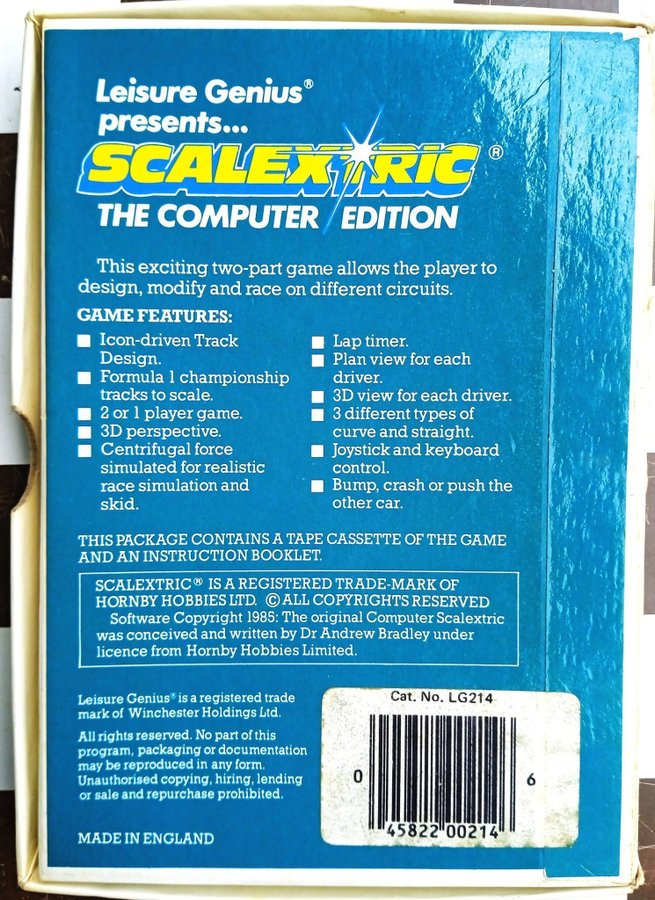 Leisure Genius®
presents...
SCALEXTRIC®
THE COMPUTER EDITION
This exciting two-part game allows the player to
design, modify and race on different circuits.
GAME FEATURES:
Icon-driven Track
Design.
Formula 1 championship
tracks to scale.
2 or 1 player game.
3D perspective.
Centrifugal force
simulated for realistic
race simulation and
skid.
Lap timer.
Plan view for each
driver.
3D view for each driver.
3 different types of
curve and straight.
Joystick and keyboard
control.
Bump, crash or push the
other car.
THIS PACKAGE CONTAINS A TAPE CASSETTE OF THE GAME
AND AN INSTRUCTION BOOKLET.
SCALEXTRIC® IS A REGISTERED TRADE-MARK OF
HORNBY HOBBIES LTD. © ALL COPYRIGHTS RESERVED
Software Copyright 1985: The original Computer Scalextric
was conceived and written by Dr Andrew Bradley under
licence from Hornby Hobbies Limited.
Leisure Genius® is a registered trade
mark of Winchester Holdings Ltd.
All rights reserved. No part of this
program, packaging or documentation
may be reproduced in any form.
Unauthorised copying, hiring, lending
or sale and repurchase prohibited.
MADE IN ENGLAND
Cat. No. LG214
0 45822 00214 6